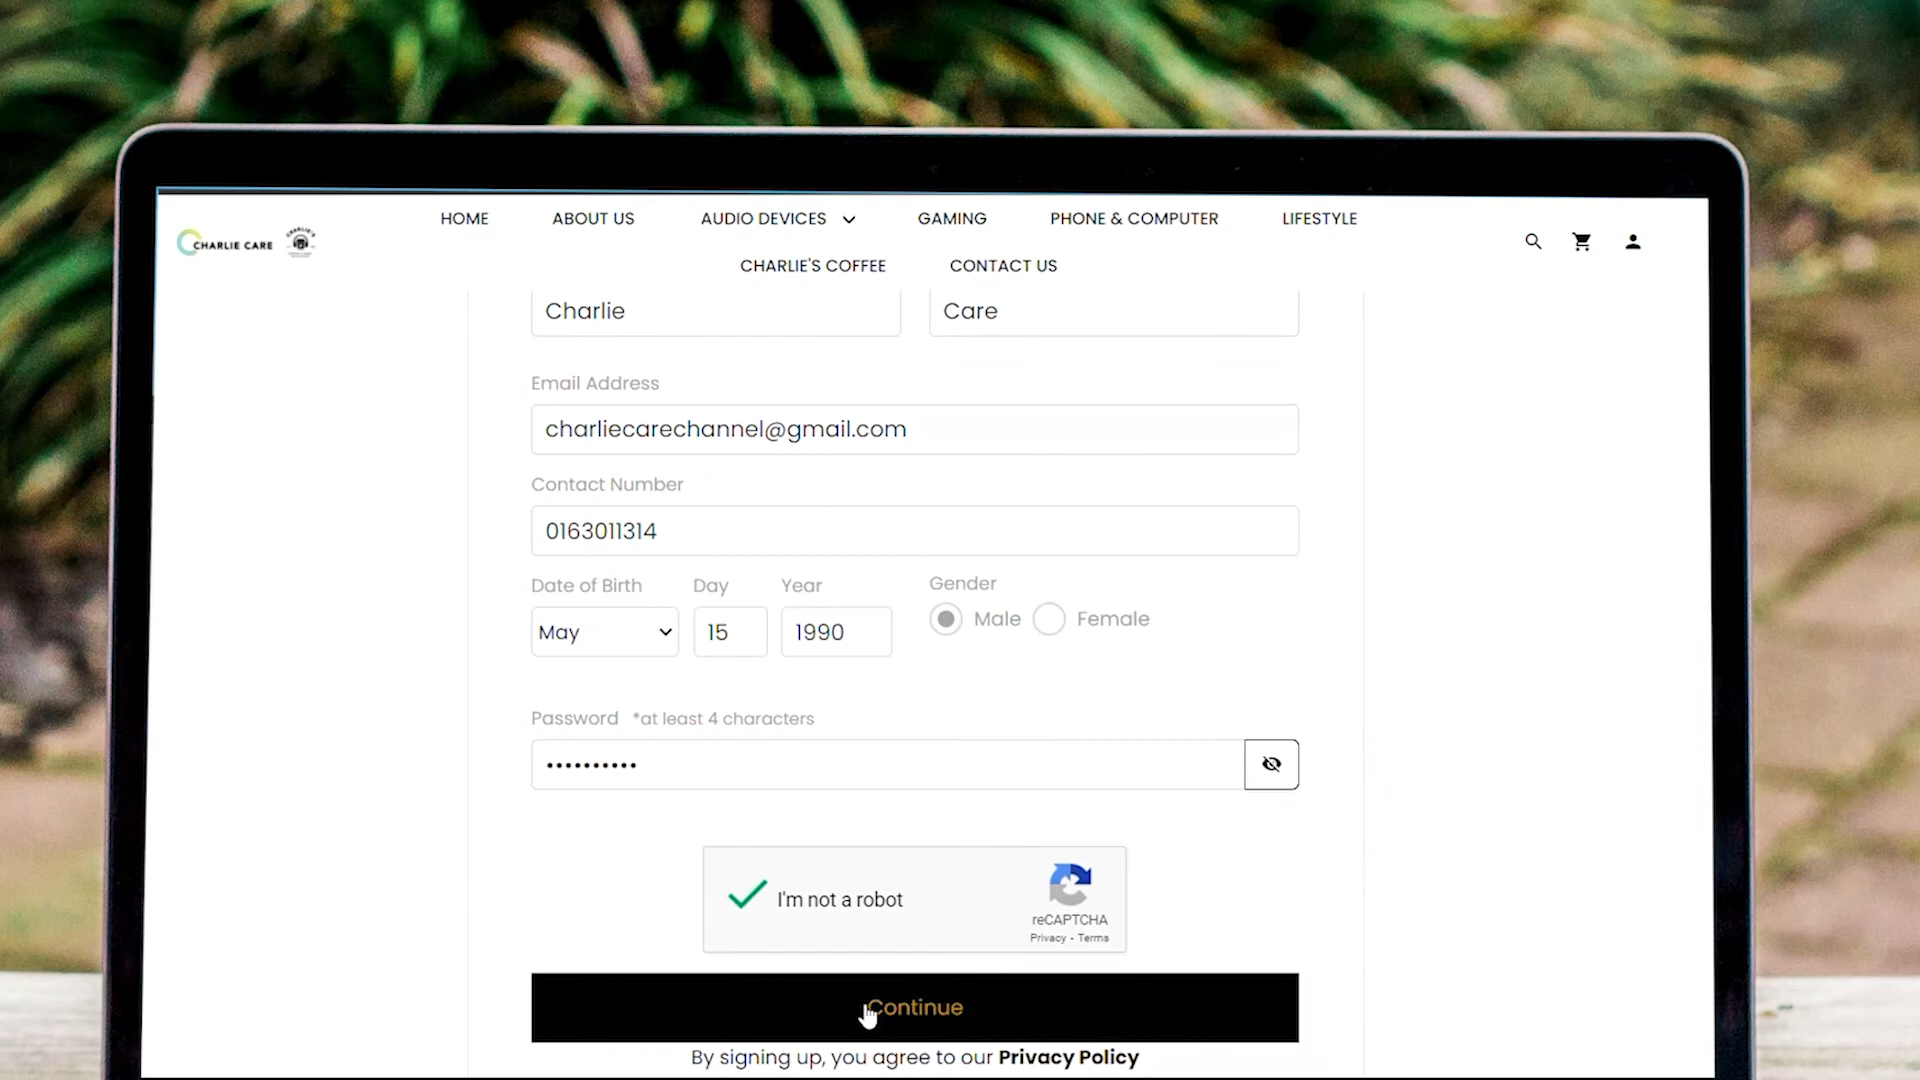 HOME ABOUT US AUDIO DEVICES GAMING PHONE & COMPUTER LIFESTYLE
CHARLIE CARE CHARLIE'S
CHARLIE'S COFFEE CONTACT US
Charlie Care
Email Address
charliecarechannel@gmail.com
Contact Number
0163011314
Date of Birth Day Year Gender
May 15 1990 Male Female
Password *at least 4 characters
••••••••••
I'm not a robot
reCAPTCHA
Privacy - Terms
Continue
By signing up, you agree to our Privacy Policy